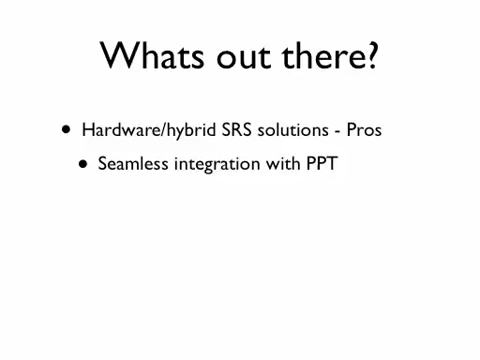 Whats out there?
• Hardware/hybrid SRS solutions - Pros
• Seamless integration with PPT